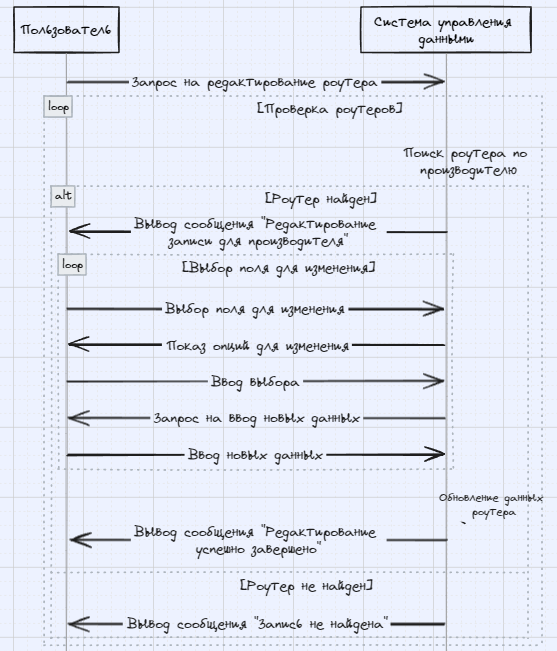 Пользователь
Система управления
данными
Запрос на редактирование роутера
loop
[Проверка роутеров]
Поиск роутера по
производителю
alt
[Роутер найден]
Вывод сообщения "Редактирование
записи для производителя"
loop
[Выбор поля для изменения]
Выбор поля для изменения
Показ опций для изменения
Ввод выбора
Запрос на ввод новых данных
Ввод новых данных
Обновление данных
роутера
Вывод сообщения "Редактирование
успешно завершено"
[Роутер не найден]
Вывод сообщения "Запись не найдена"